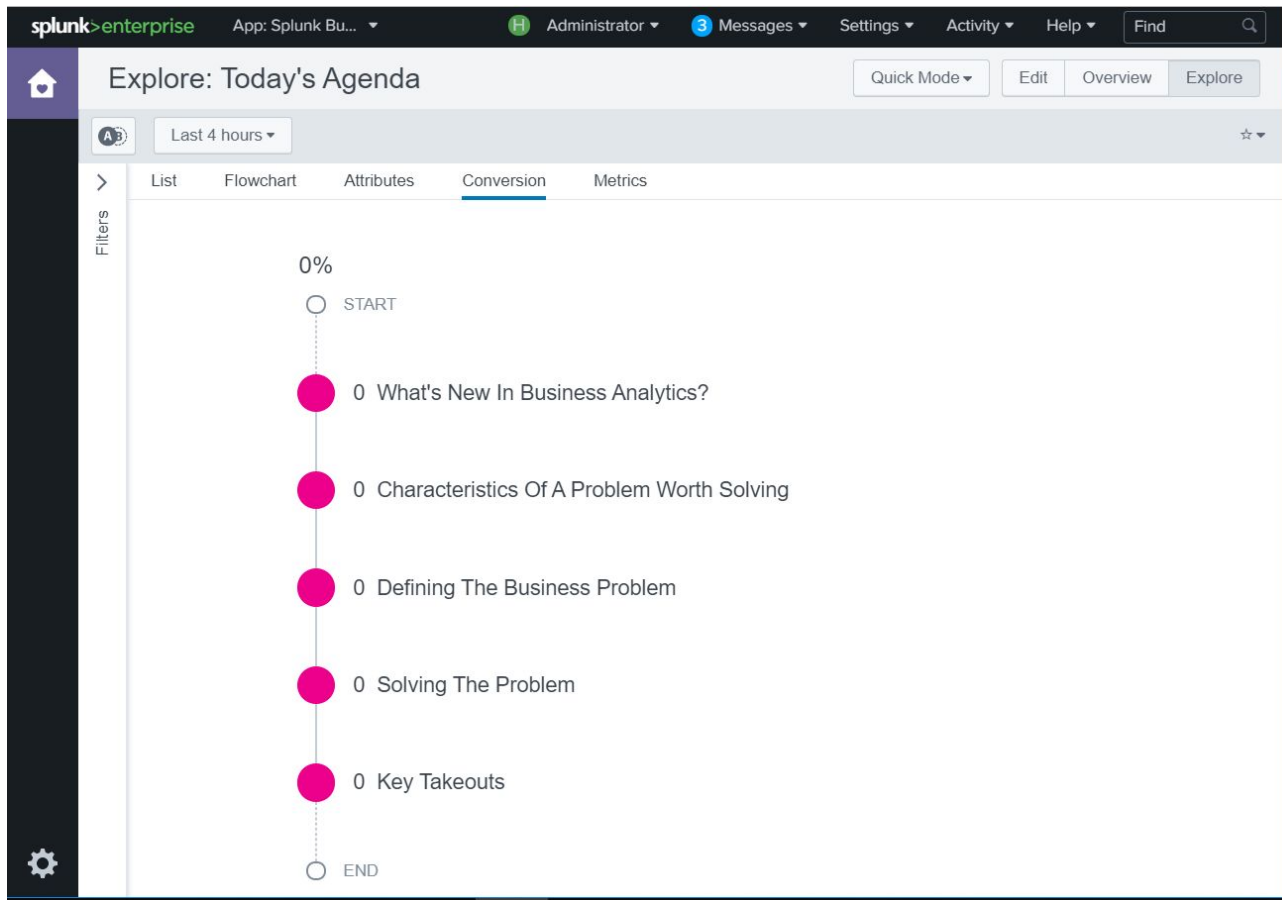 splunk>enterprise App: Splunk Bu... H Administrator 3 Messages Settings Activity Help Find
Explore: Today's Agenda Quick Mode Edit Overview Explore
A B Last 4 hours
List Flowchart Attributes Conversion Metrics
Filters
0%
START
0 What's New In Business Analytics?
0 Characteristics Of A Problem Worth Solving
0 Defining The Business Problem
0 Solving The Problem
0 Key Takeouts
END